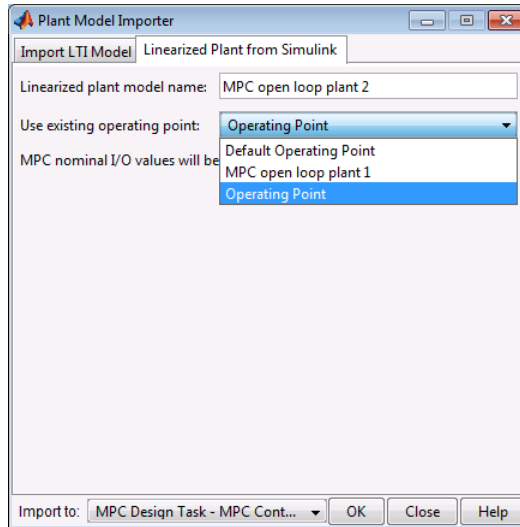 Plant Model Importer
Import LTI Model Linearized Plant from Simulink
Linearized plant model name: MPC open loop plant 2
Use existing operating point: Operating Point
Default Operating Point
MPC nominal I/O values will be
MPC open loop plant 1
Operating Point
Import to: MPC Design Task - MPC Cont... OK Close Help